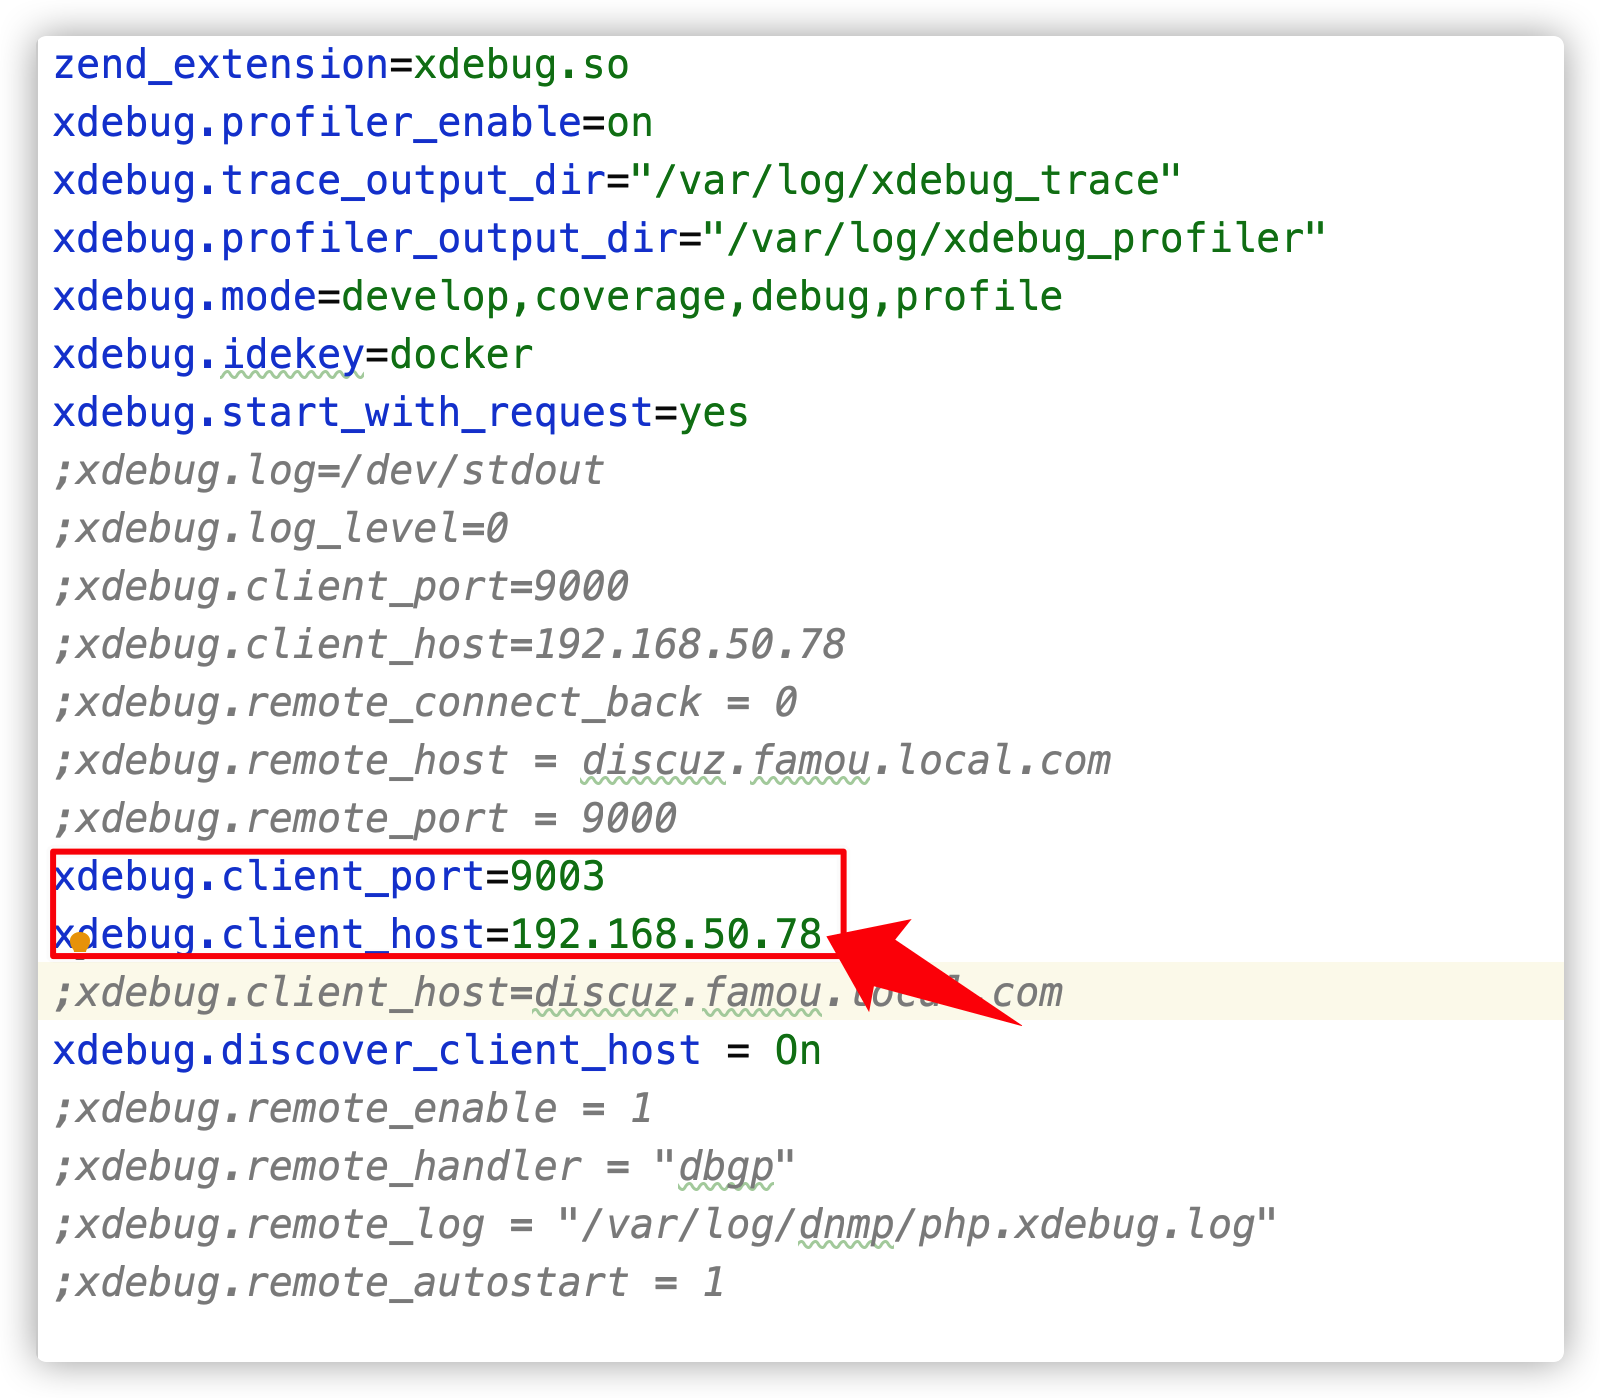 zend_extension=xdebug.so
xdebug.profiler_enable=on
xdebug.trace_output_dir="/var/log/xdebug_trace"
xdebug.profiler_output_dir="/var/log/xdebug_profiler"
xdebug.mode=develop,coverage,debug,profile
xdebug.idekey=docker
xdebug.start_with_request=yes
;xdebug.log=/dev/stdout
;xdebug.log_level=0
;xdebug.client_port=9000
;xdebug.client_host=192.168.50.78
;xdebug.remote_connect_back = 0
;xdebug.remote_host = discuz.famou.local.com
;xdebug.remote_port = 9000
xdebug.client_port=9003
xdebug.client_host=192.168.50.78
;xdebug.client_host=discuz.famou.local.com
xdebug.discover_client_host = On
;xdebug.remote_enable = 1
;xdebug.remote_handler = "dbgp"
;xdebug.remote_log = "/var/log/dnmp/php.xdebug.log"
;xdebug.remote_autostart = 1